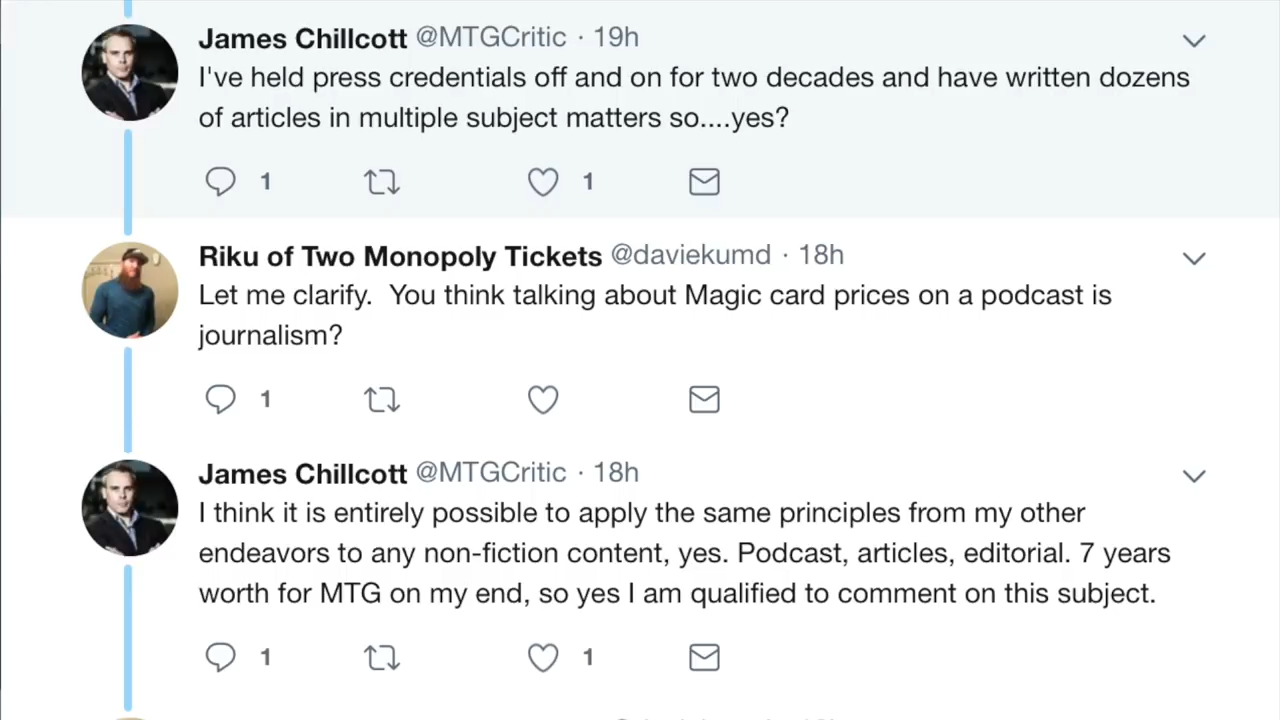 James Chillcott @MTGCritic · 19h
I've held press credentials off and on for two decades and have written dozens
of articles in multiple subject matters so....yes?
1 1
Riku of Two Monopoly Tickets @daviekumd · 18h
Let me clarify.  You think talking about Magic card prices on a podcast is
journalism?
1
James Chillcott @MTGCritic · 18h
I think it is entirely possible to apply the same principles from my other
endeavors to any non-fiction content, yes. Podcast, articles, editorial. 7 years
worth for MTG on my end, so yes I am qualified to comment on this subject.
1 1